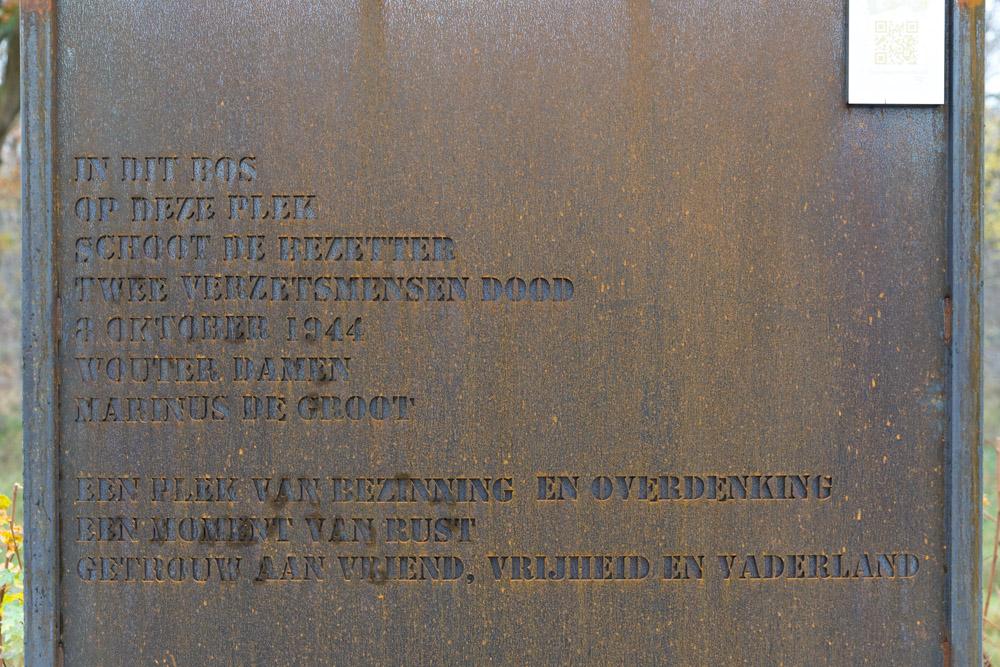 IN DIT BOS
OP DEZE PLEK
SCHOOT DE BEZETTER
TWEE VERZETSMENSEN DOOD
8 OKTOBER 1944
WOUTER DAMEN
MARINUS DE GROOT
EEN PLEK VAN BEZINNING EN OVERDENKING
EEN MOMENT VAN RUST
GETROUW AAN VRIEND, VRIJHEID EN VADERLAND